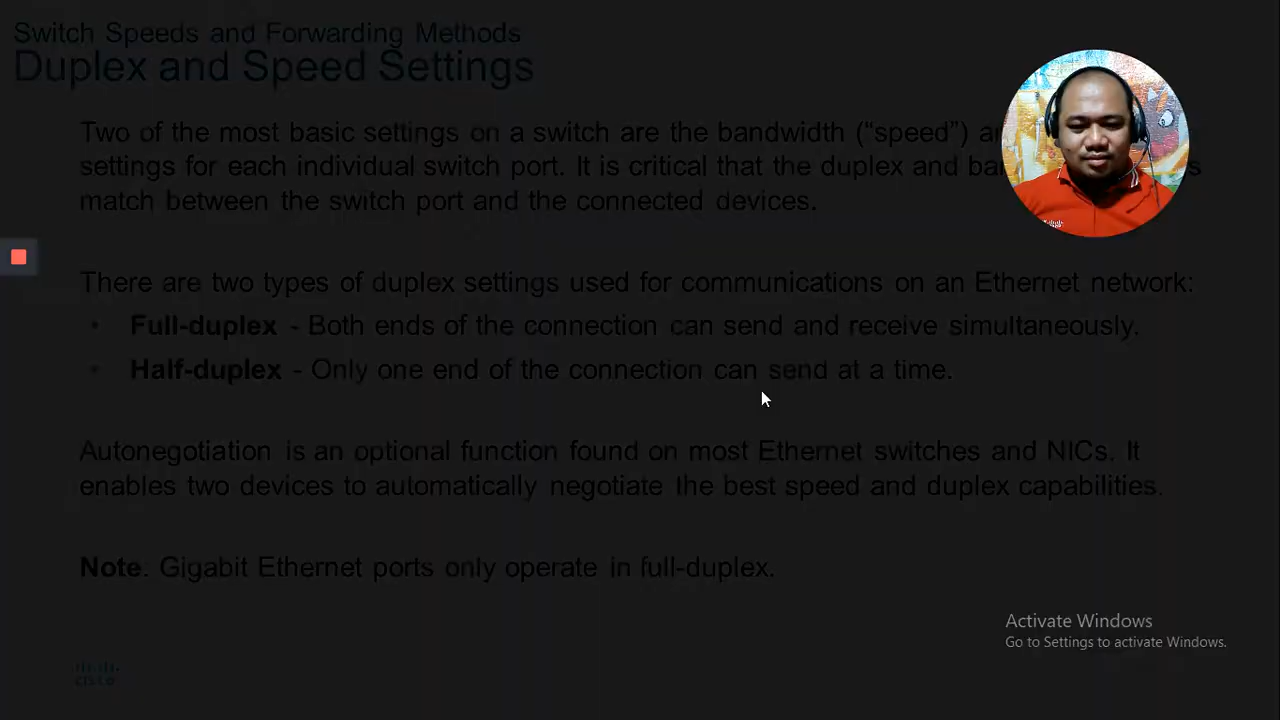 Switch Speeds and Forwarding Methods
Duplex and Speed Settings
Two of the most basic settings on a switch are the bandwidth (“speed”)
settings for each individual switch port. It is critical that the duplex and
match between the switch port and the connected devices.
There are two types of duplex settings used for communications on an Ethernet network:
• Full-duplex - Both ends of the connection can send and receive simultaneously.
• Half-duplex - Only one end of the connection can send at a time.
Autonegotiation is an optional function found on most Ethernet switches and NICs. It
enables two devices to automatically negotiate the best speed and duplex capabilities.
Note. Gigabit Ethernet ports only operate in full-duplex.
Activate Windows
Go to Settings to activate Windows.
cisco